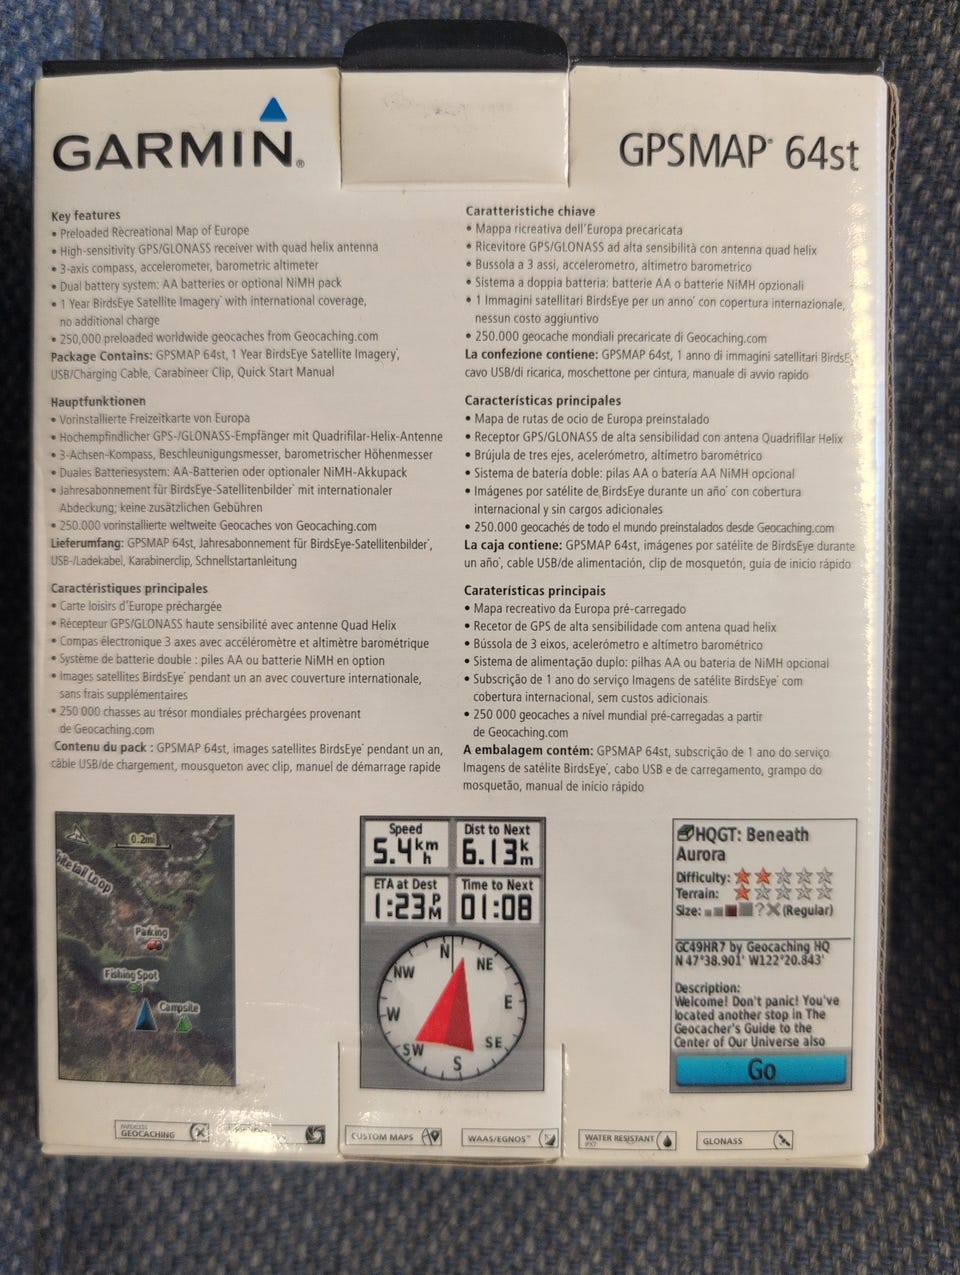 GARMIN®
GPSMAP® 64st
Key features
• Preloaded Recreational Map of Europe
• High-sensitivity GPS/GLONASS receiver with quad helix antenna
• 3-axis compass, accelerometer, barometric altimeter
• Dual battery system: AA batteries or optional NiMH pack
• 1 Year BirdsEye Satellite Imagery* with international coverage,
no additional charge
• 250,000 preloaded worldwide geocaches from Geocaching.com
Package Contains: GPSMAP 64st, 1 Year BirdsEye Satellite Imagery*,
USB/Charging Cable, Carabineer Clip, Quick Start Manual
Hauptfunktionen
• Vorinstallierte Freizeitkarte von Europa
• Hochempfindlicher GPS-/GLONASS-Empfänger mit Quadrifilar-Helix-Antenne
• 3-Achsen-Kompass, Beschleunigungsmesser, barometrischer Höhenmesser
• Duales Batteriesystem: AA-Batterien oder optionaler NiMH-Akkupack
• Jahresabonnement für BirdsEye-Satellitenbilder* mit internationaler
Abdeckung; keine zusätzlichen Gebühren
• 250.000 vorinstallierte weltweite Geocaches von Geocaching.com
Lieferumfang: GPSMAP 64st, Jahresabonnement für BirdsEye-Satellitenbilder*,
USB-/Ladekabel, Karabinerclip, Schnellstartanleitung
Caractéristiques principales
• Carte loisirs d'Europe préchargée
• Récepteur GPS/GLONASS haute sensibilité avec antenne Quad Helix
• Compas électronique 3 axes avec accéléromètre et altimètre barométrique
• Système de batterie double : piles AA ou batterie NiMH en option
• Images satellites BirdsEye* pendant un an avec couverture internationale,
sans frais supplémentaires
• 250 000 chasses au trésor mondiales préchargées provenant
de Geocaching.com
Contenu du pack : GPSMAP 64st, images satellites BirdsEye* pendant un an,
câble USB/de chargement, mousqueton avec clip, manuel de démarrage rapide
Caratteristiche chiave
• Mappa ricreativa dell'Europa precaricata
• Ricevitore GPS/GLONASS ad alta sensibilità con antenna quad helix
• Bussola a 3 assi, accelerometro, altimetro barometrico
• Sistema a doppia batteria: batterie AA o batterie NiMH opzionali
• 1 Immagini satellitari BirdsEye per un anno* con copertura internazionale,
nessun costo aggiuntivo
• 250.000 geocache mondiali precaricate di Geocaching.com
La confezione contiene: GPSMAP 64st, 1 anno di immagini satellitari BirdsEy
cavo USB/di ricarica, moschettone per cintura, manuale di avvio rapido
Características principales
• Mapa de rutas de ocio de Europa preinstalado
• Receptor GPS/GLONASS de alta sensibilidad con antena Quadrifilar Helix
• Brújula de tres ejes, acelerómetro, altímetro barométrico
• Sistema de batería doble: pilas AA o batería AA NiMH opcional
• Imágenes por satélite de BirdsEye durante un año* con cobertura
internacional y sin cargos adicionales
• 250.000 geocachés de todo el mundo preinstalados desde Geocaching.com
La caja contiene: GPSMAP 64st, imágenes por satélite de BirdsEye durante
un año*, cable USB/de alimentación, clip de mosquetón, guía de inicio rápido
Caraterísticas principais
• Mapa recreativo da Europa pré-carregado
• Recetor de GPS de alta sensibilidade com antena quad helix
• Bússola de 3 eixos, acelerómetro e altímetro barométrico
• Sistema de alimentação duplo: pilhas AA ou bateria de NiMH opcional
• Subscrição de 1 ano do serviço Imagens de satélite BirdsEye* com
cobertura internacional, sem custos adicionais
• 250 000 geocaches a nível mundial pré-carregadas a partir
de Geocaching.com
A embalagem contém: GPSMAP 64st, subscrição de 1 ano do serviço
Imagens de satélite BirdsEye*, cabo USB e de carregamento, grampo do
mosquetão, manual de início rápido
0.2mi
Whitetail Loop
Parking
Fishing Spot
Campsite
Speed
5.4 km/h
Dist to Next
6.13 km
ETA at Dest
1:23 PM
Time to Next
01:08
N
NE
E
SE
S
SW
W
NW
HQGT: Beneath
Aurora
Difficulty:
Terrain:
Size: ? (Regular)
GC49HR7 by Geocaching HQ
N 47°38.901' W122°20.843'
Description:
Welcome! Don't panic! You've
located another stop in The
Geocacher's Guide to the
Center of Our Universe also
Go
PAPERLESS
GEOCACHING
CUSTOM MAPS
WAAS/EGNOS™
WATER RESISTANT
IPX7
GLONASS